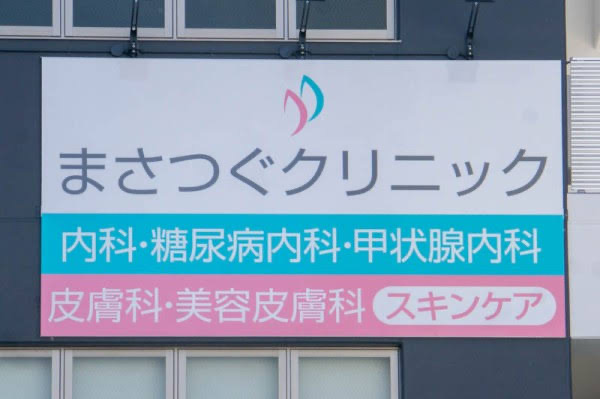 まさつぐクリニック
内科・糖尿病内科・甲状腺内科
皮膚科・美容皮膚科 スキンケア